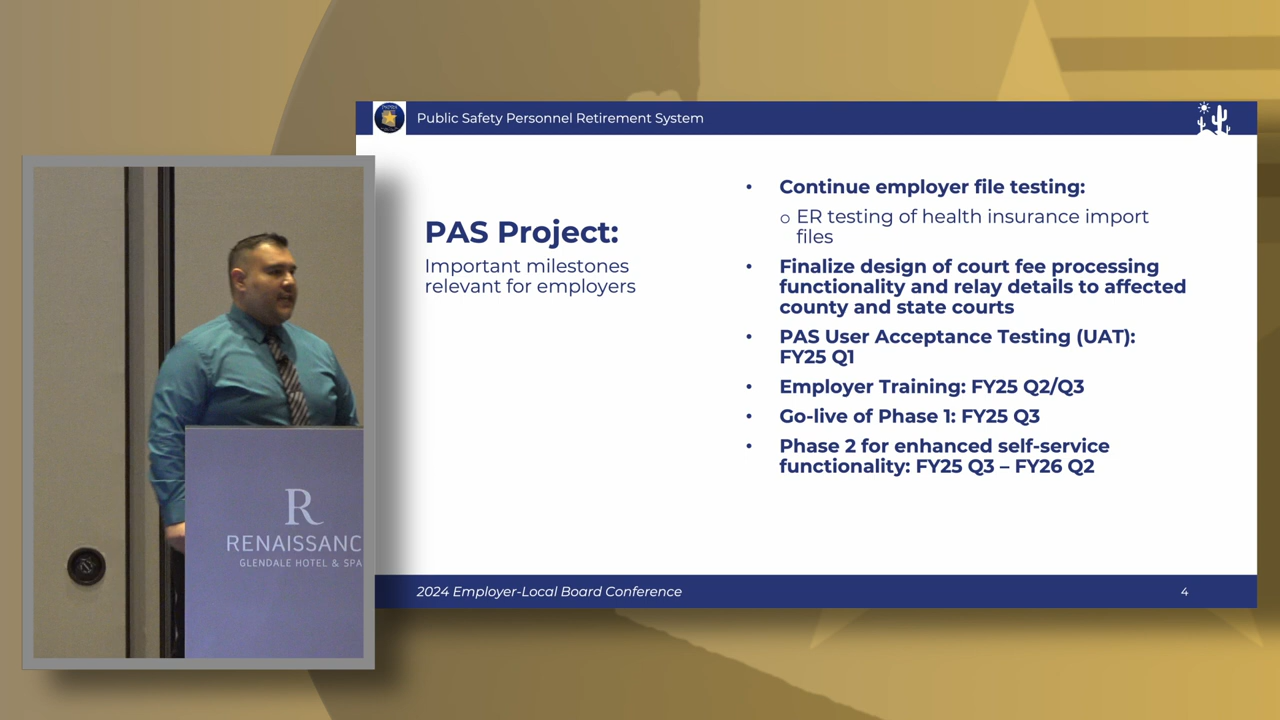 Public Safety Personnel Retirement System
PAS Project:
Important milestones
relevant for employers
• Continue employer file testing:
o ER testing of health insurance import
files
• Finalize design of court fee processing
functionality and relay details to affected
county and state courts
• PAS User Acceptance Testing (UAT):
FY25 Q1
• Employer Training: FY25 Q2/Q3
• Go-live of Phase 1: FY25 Q3
• Phase 2 for enhanced self-service
functionality: FY25 Q3 – FY26 Q2
2024 Employer-Local Board Conference
4
R
RENAISSANC
GLENDALE HOTEL & SPA